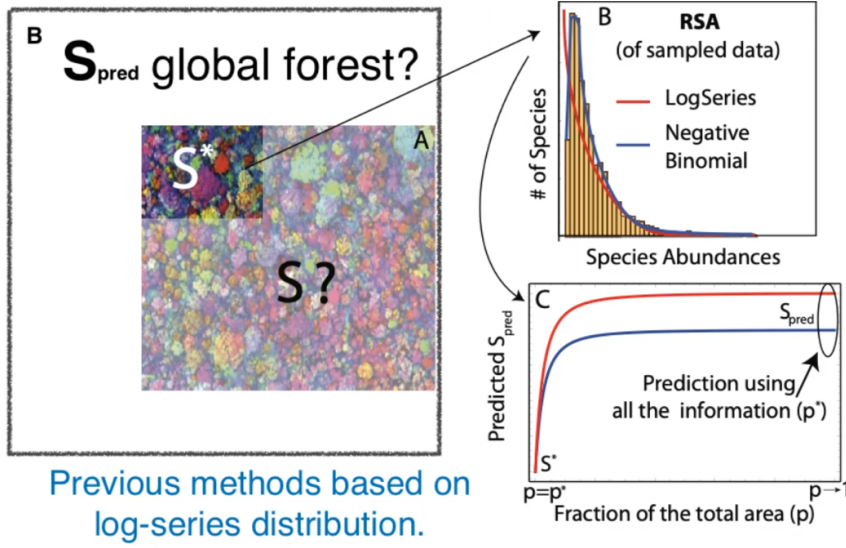 B
Spred global forest?
A
S*
S?
Previous methods based on
log-series distribution.
B
RSA
(of sampled data)
LogSeries
Negative
Binomial
# of Species
Species Abundances
C
Spred
Prediction using
all the information (p*)
Predicted Spred
S*
p=p*
p→1
Fraction of the total area (p)